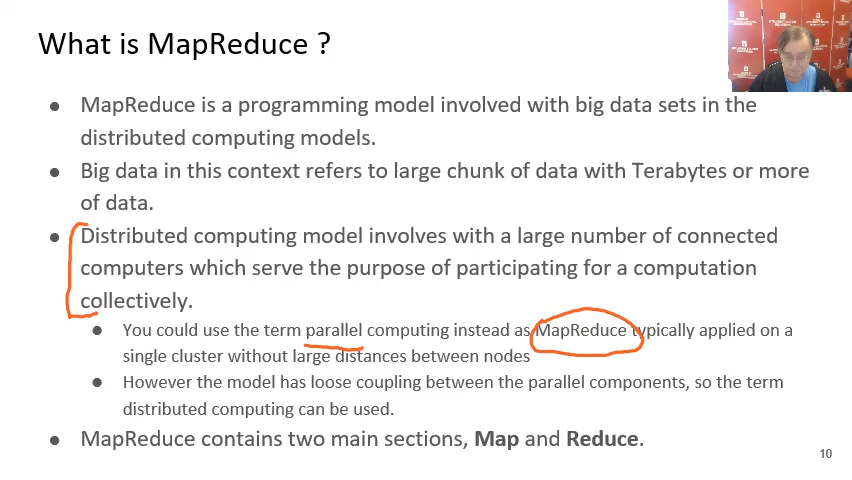 What is MapReduce ?
● MapReduce is a programming model involved with big data sets in the
distributed computing models.
● Big data in this context refers to large chunk of data with Terabytes or more
of data.
● Distributed computing model involves with a large number of connected
computers which serve the purpose of participating for a computation
collectively.
● You could use the term parallel computing instead as MapReduce typically applied on a
single cluster without large distances between nodes
● However the model has loose coupling between the parallel components, so the term
distributed computing can be used.
● MapReduce contains two main sections, Map and Reduce.
10